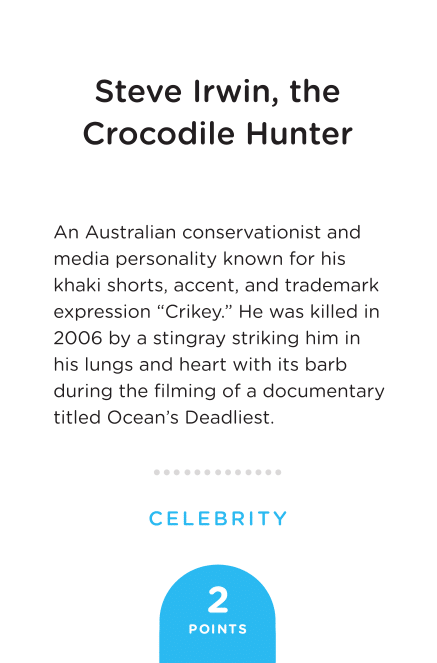 Steve Irwin, the
Crocodile Hunter
An Australian conservationist and
media personality known for his
khaki shorts, accent, and trademark
expression “Crikey.” He was killed in
2006 by a stingray striking him in
his lungs and heart with its barb
during the filming of a documentary
titled Ocean’s Deadliest.
CELEBRITY
2
POINTS